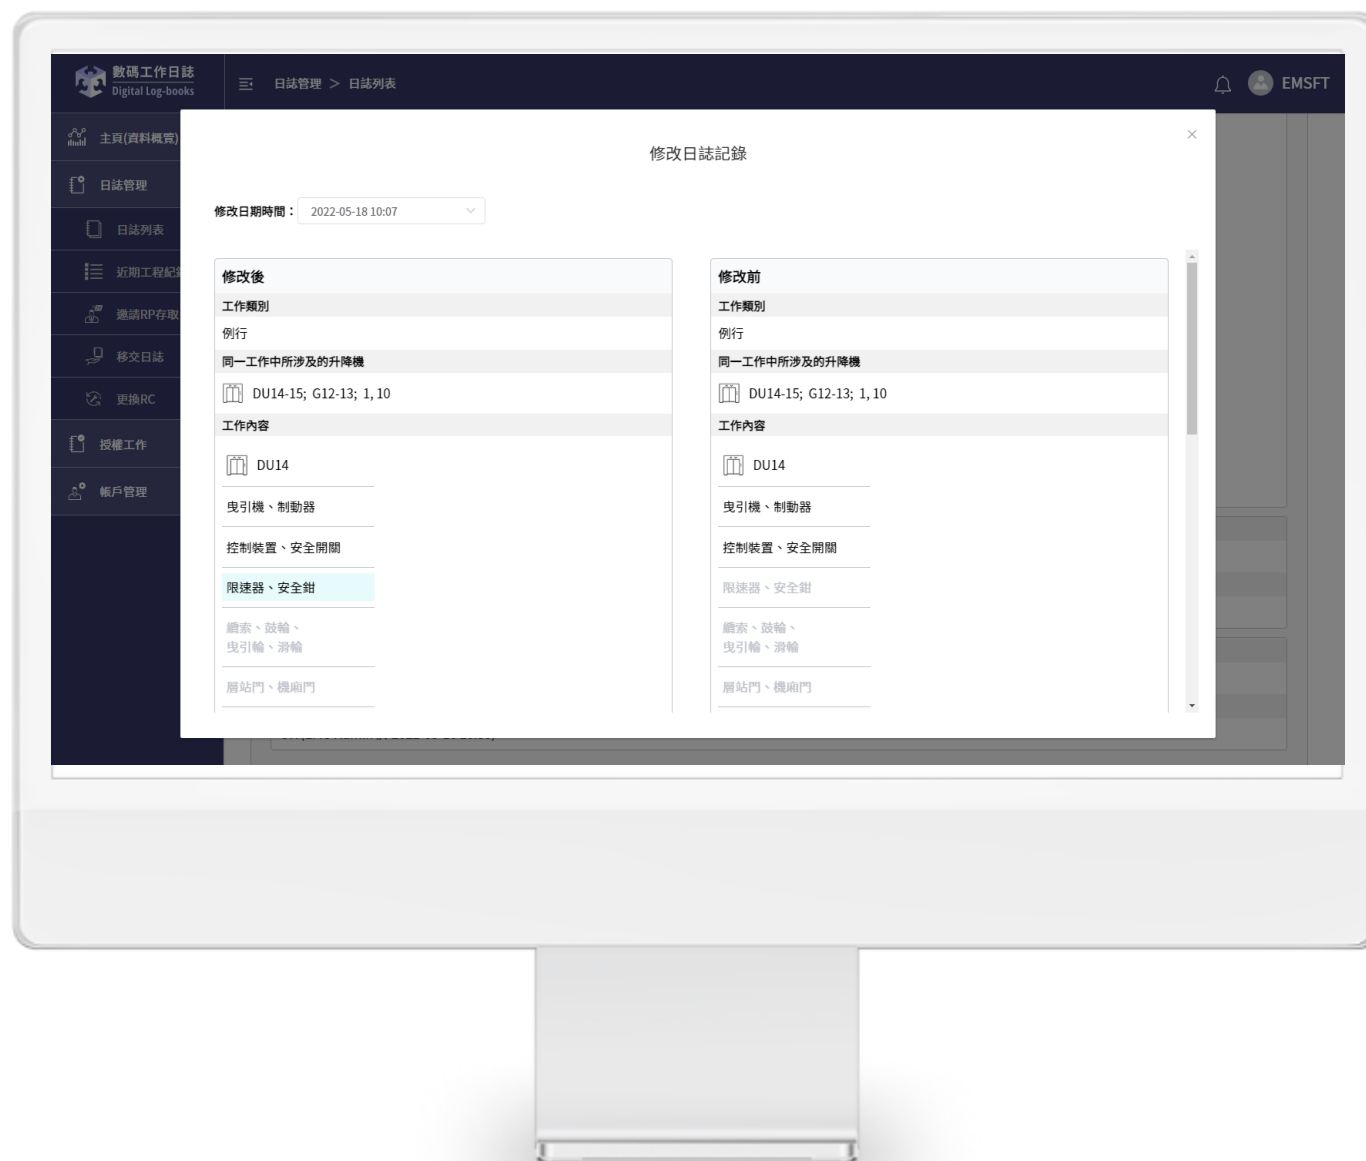 數碼工作日誌
Digital Log-books
日誌管理 > 日誌列表
EMSFT
主頁(資料概覽)
日誌管理
日誌列表
近期工程紀
邀請RP存取
移交日誌
更換RC
授權工作
帳戶管理
修改日誌記錄
修改日期時間：
2022-05-18 10:07
修改後
工作類別
例行
同一工作中所涉及的升降機
DU14-15; G12-13; 1, 10
工作內容
DU14
曳引機、制動器
控制裝置、安全開關
限速器、安全鉗
纜索、鼓輪、
曳引輪、滑輪
層站門、機廂門
修改前
工作類別
例行
同一工作中所涉及的升降機
DU14-15; G12-13; 1, 10
工作內容
DU14
曳引機、制動器
控制裝置、安全開關
限速器、安全鉗
纜索、鼓輪、
曳引輪、滑輪
層站門、機廂門